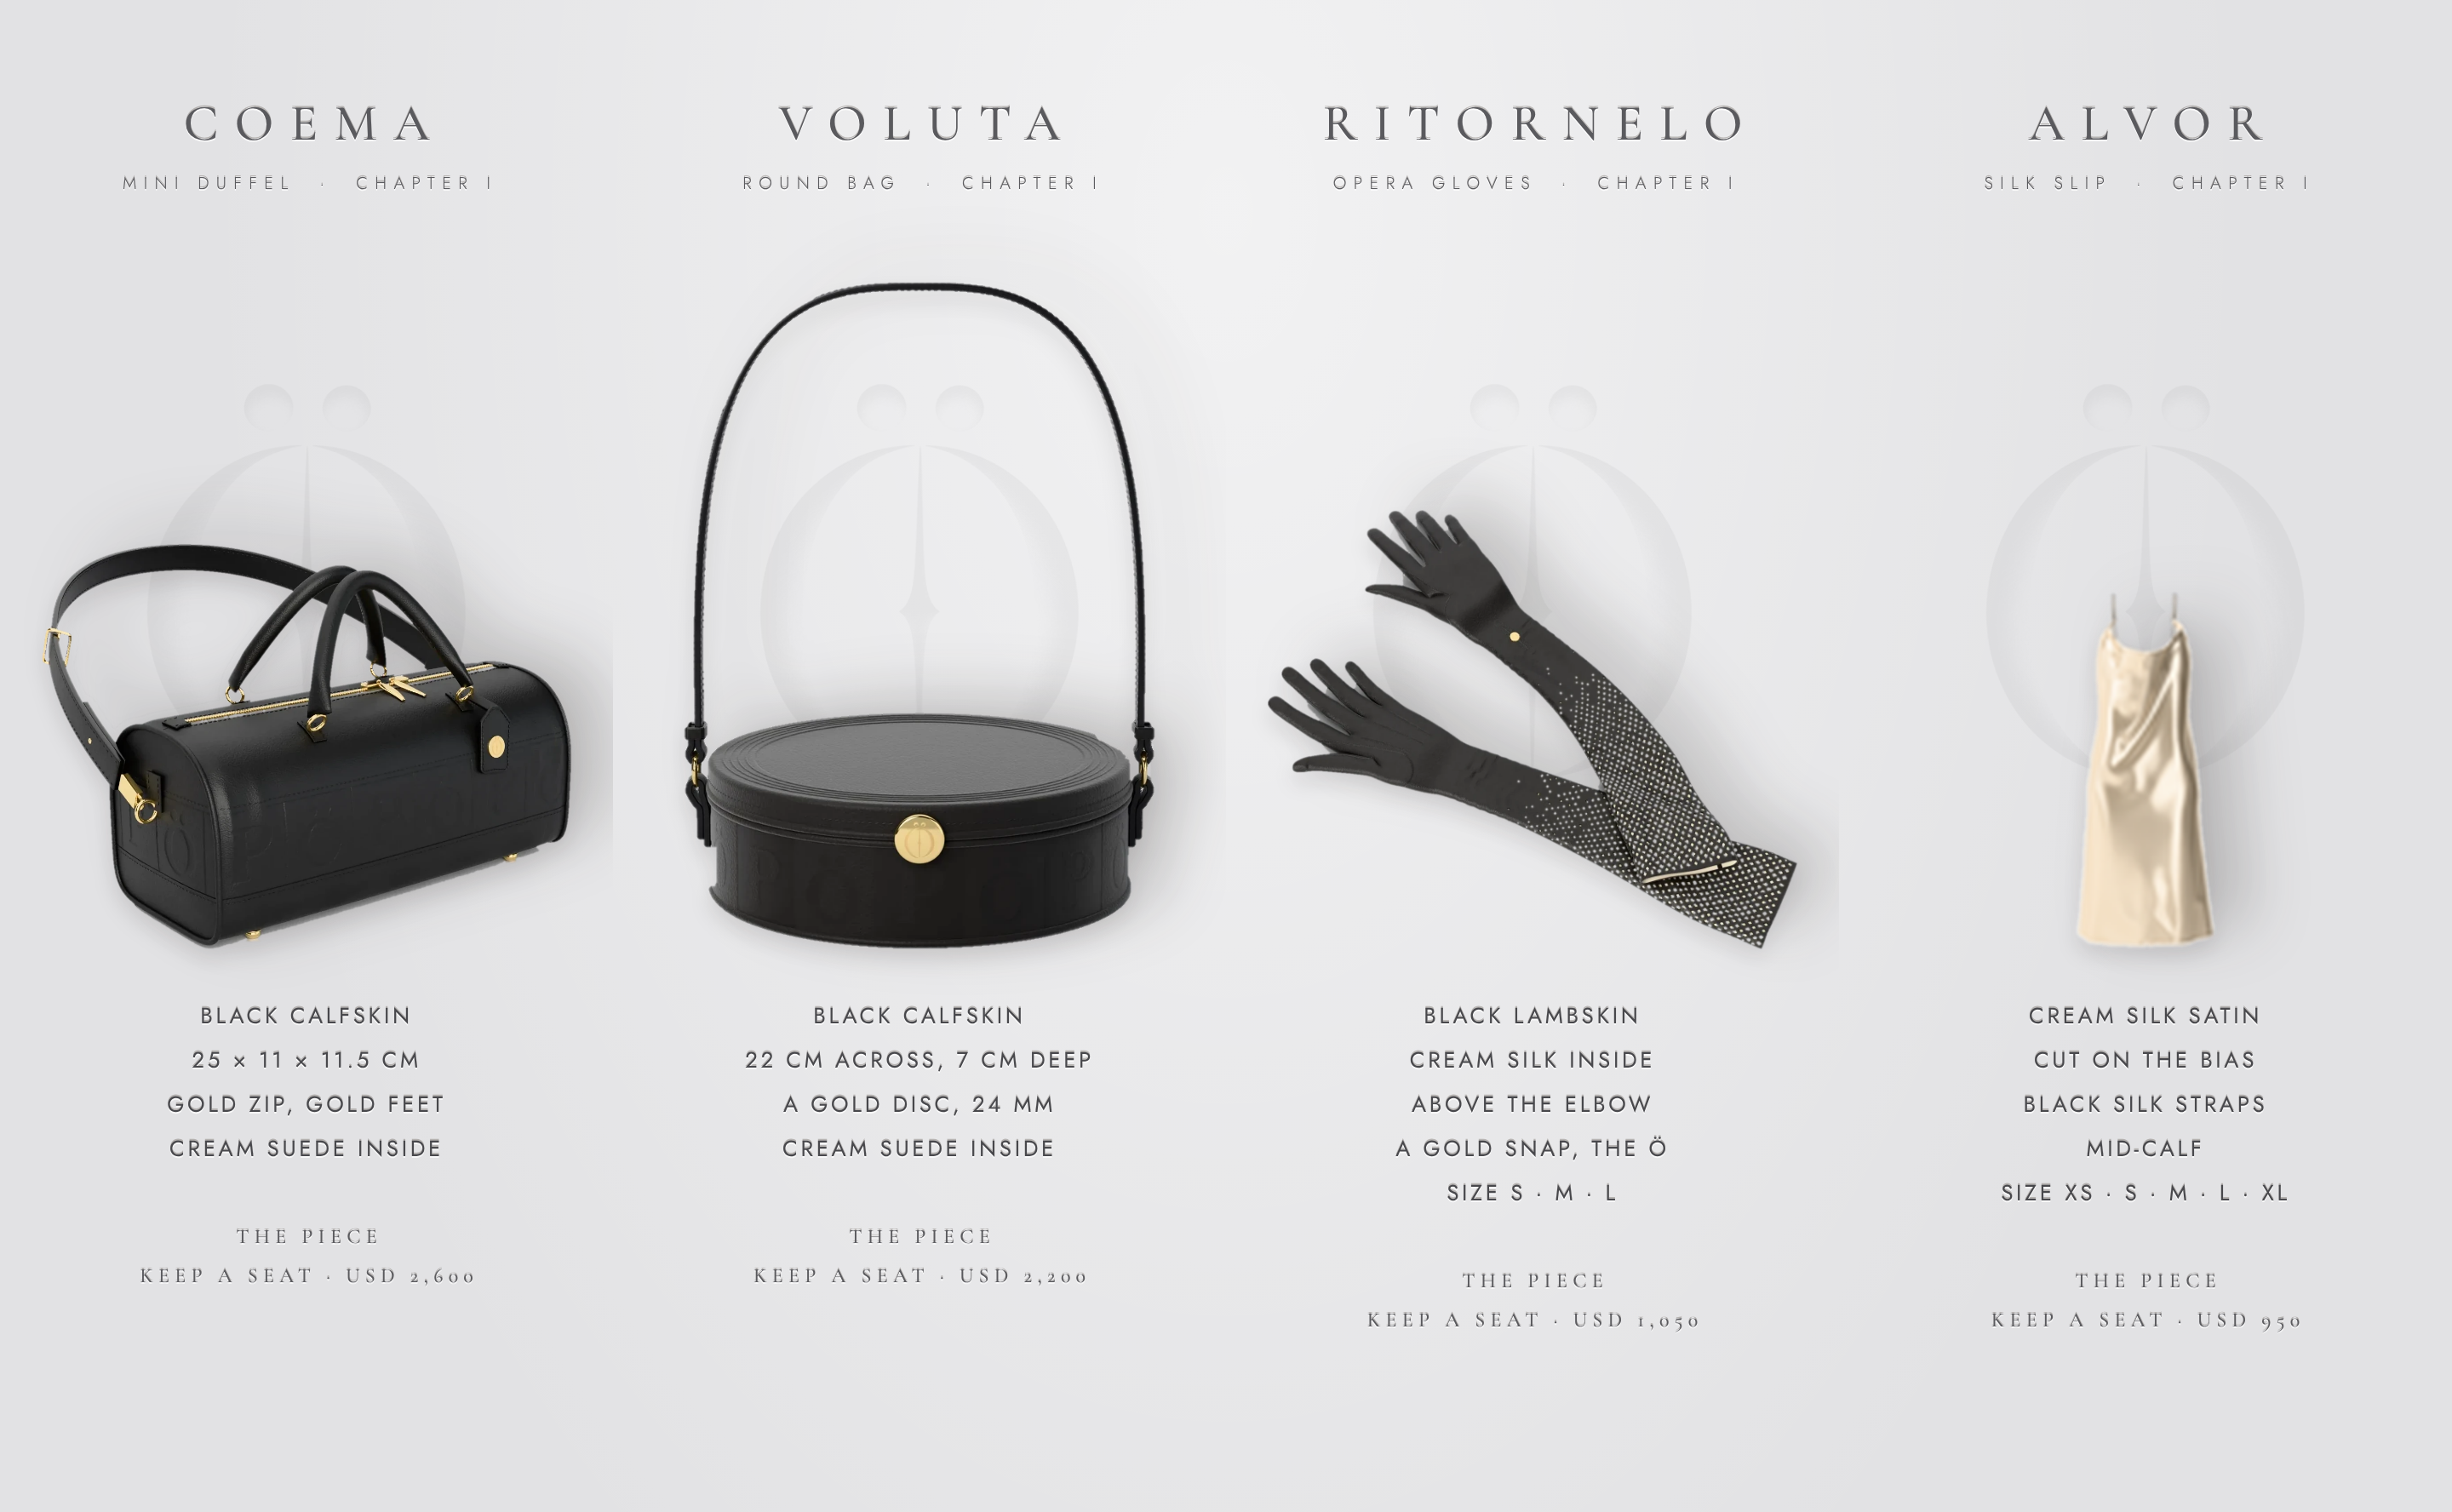 COEMA
MINI DUFFEL · CHAPTER I
BLACK CALFSKIN
25 × 11 × 11.5 CM
GOLD ZIP, GOLD FEET
CREAM SUEDE INSIDE
THE PIECE
KEEP A SEAT · USD 2,600
VOLUTA
ROUND BAG · CHAPTER I
BLACK CALFSKIN
22 CM ACROSS, 7 CM DEEP
A GOLD DISC, 24 MM
CREAM SUEDE INSIDE
THE PIECE
KEEP A SEAT · USD 2,200
RITORNELO
OPERA GLOVES · CHAPTER I
BLACK LAMBSKIN
CREAM SILK INSIDE
ABOVE THE ELBOW
A GOLD SNAP, THE Ö
SIZE S · M · L
THE PIECE
KEEP A SEAT · USD 1,050
ALVOR
SILK SLIP · CHAPTER I
CREAM SILK SATIN
CUT ON THE BIAS
BLACK SILK STRAPS
MID-CALF
SIZE XS · S · M · L · XL
THE PIECE
KEEP A SEAT · USD 950